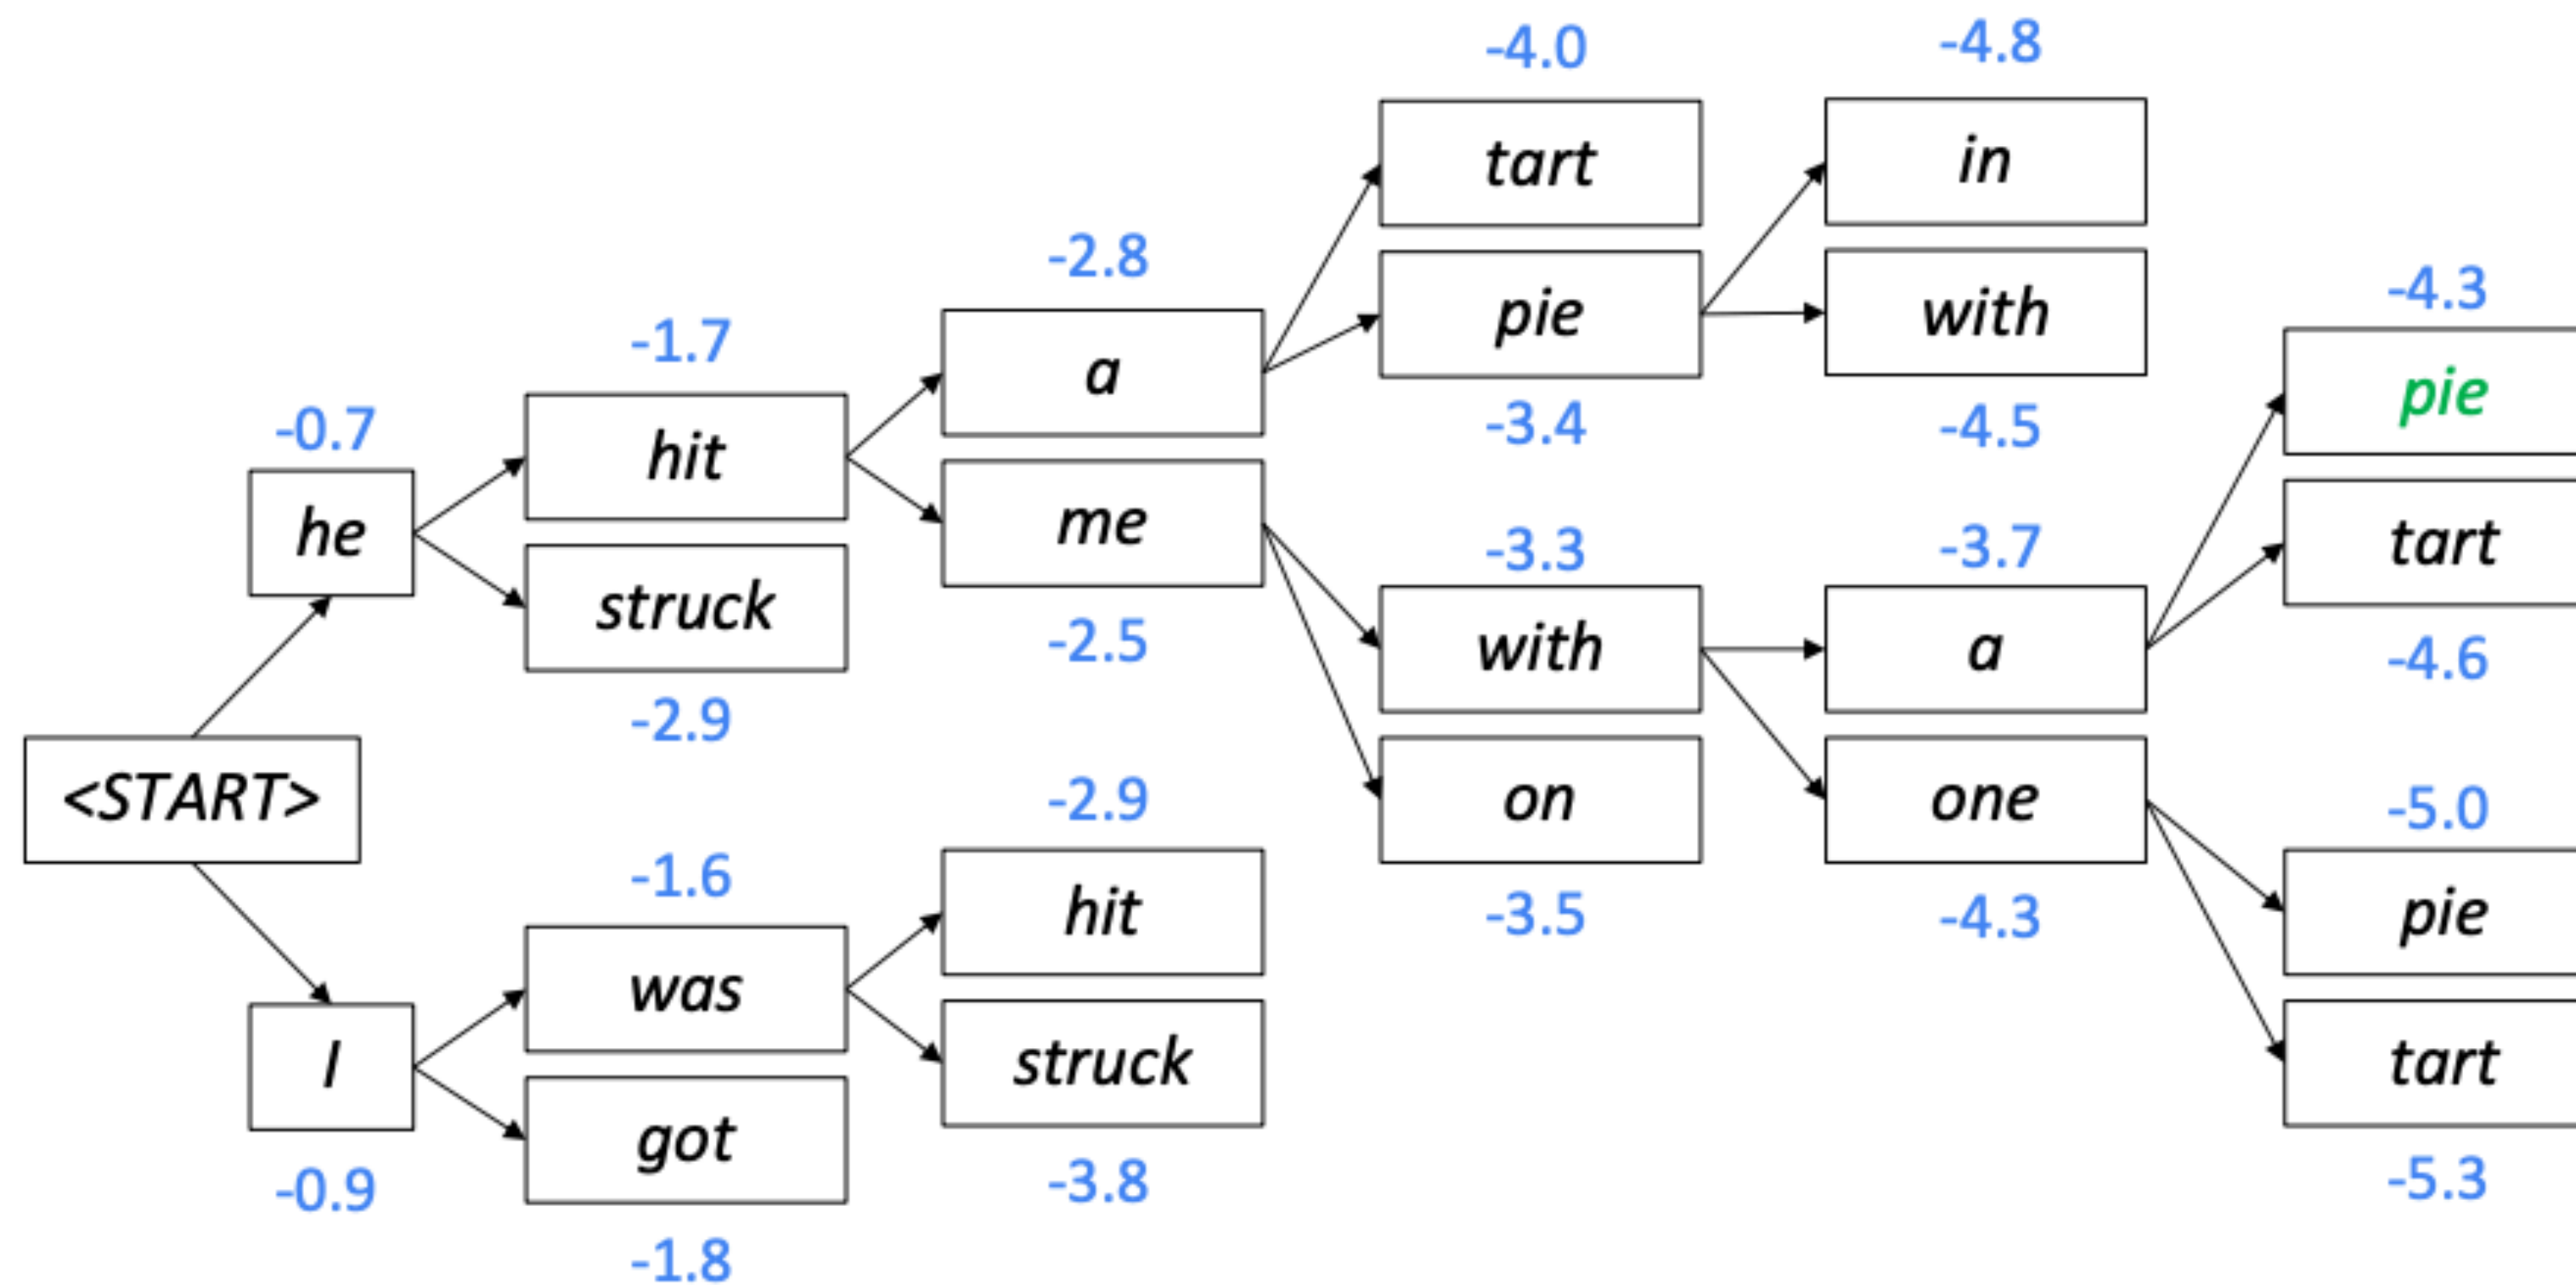 -4.0
-4.8
tart
in
-2.8
-4.3
-1.7
a
pie
with
pie
-0.7
hit
-3.4
-4.5
he
me
-3.3
-3.7
tart
struck
-2.5
with
a
-4.6
-2.9
<START>
-2.9
on
one
-5.0
-1.6
hit
-3.5
-4.3
pie
was
I
struck
tart
got
-0.9
-3.8
-5.3
-1.8